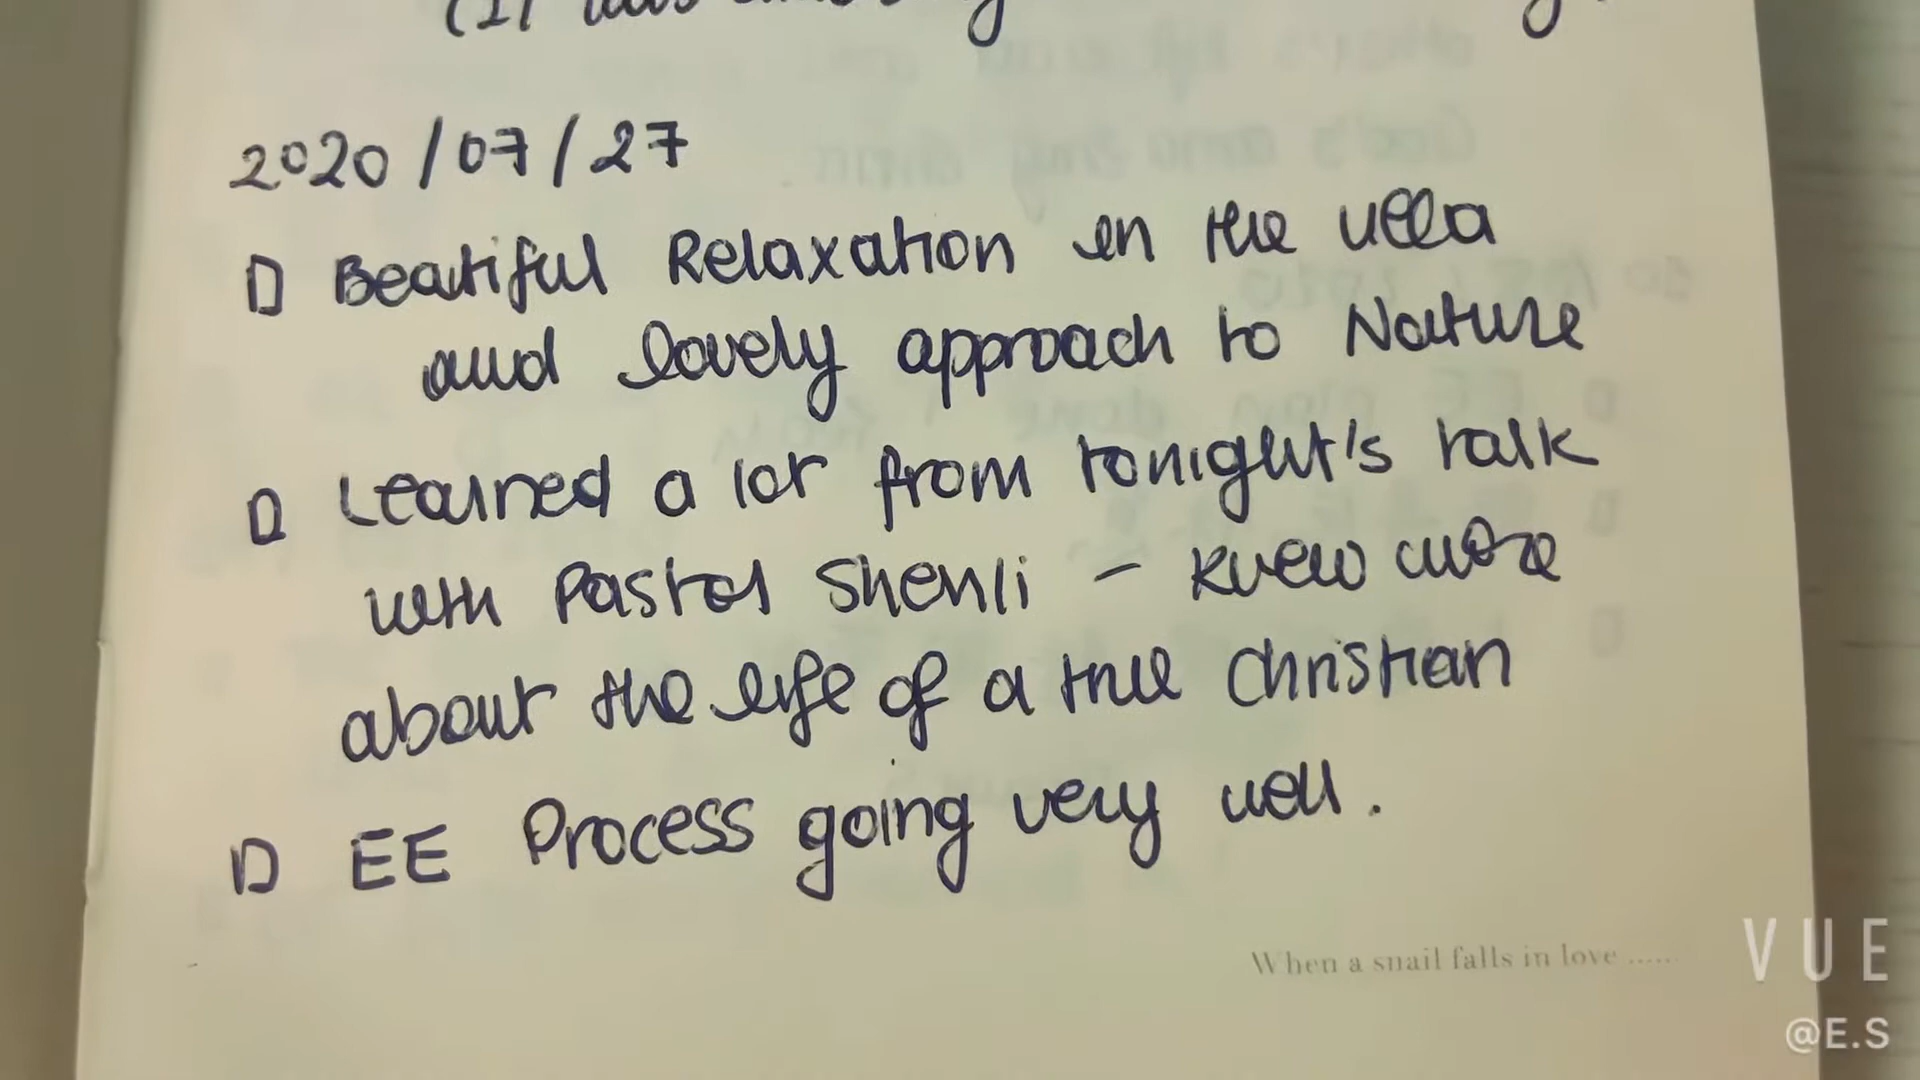 (It was
2020/07/27
Beautiful Relaxation in the villa
and lovely approach to Nature
Learned a lot from tonight's talk
with Pastor Shenli - Knew more
about the life of a true Christian
EE Process going very well.
When a snail falls in love ......
VUE
@E.S